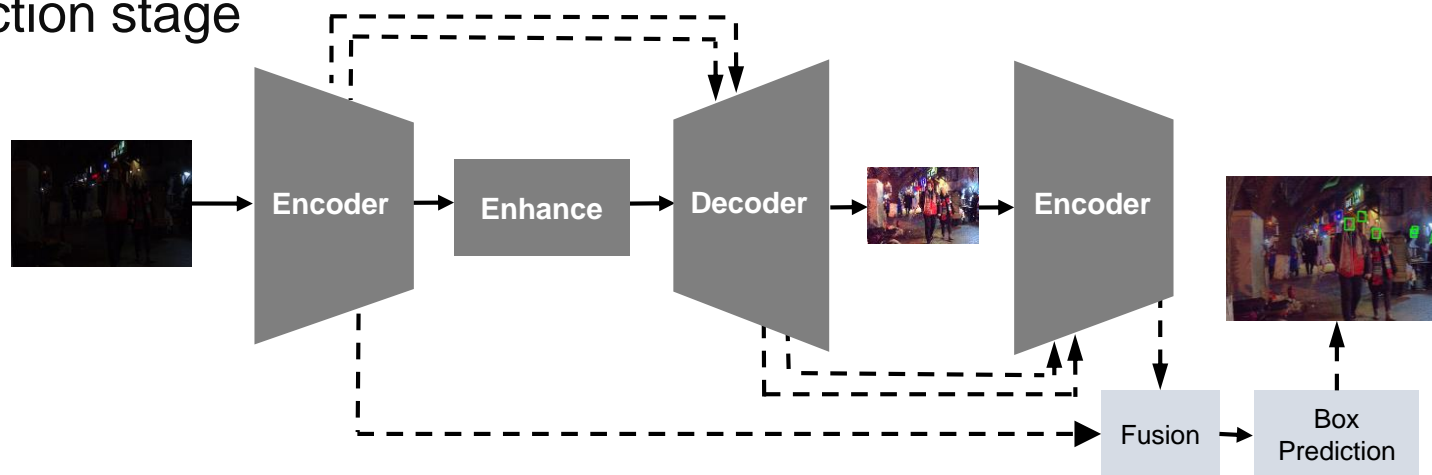 ction stage
Encoder
Enhance
Decoder
Encoder
Fusion
Box
Prediction